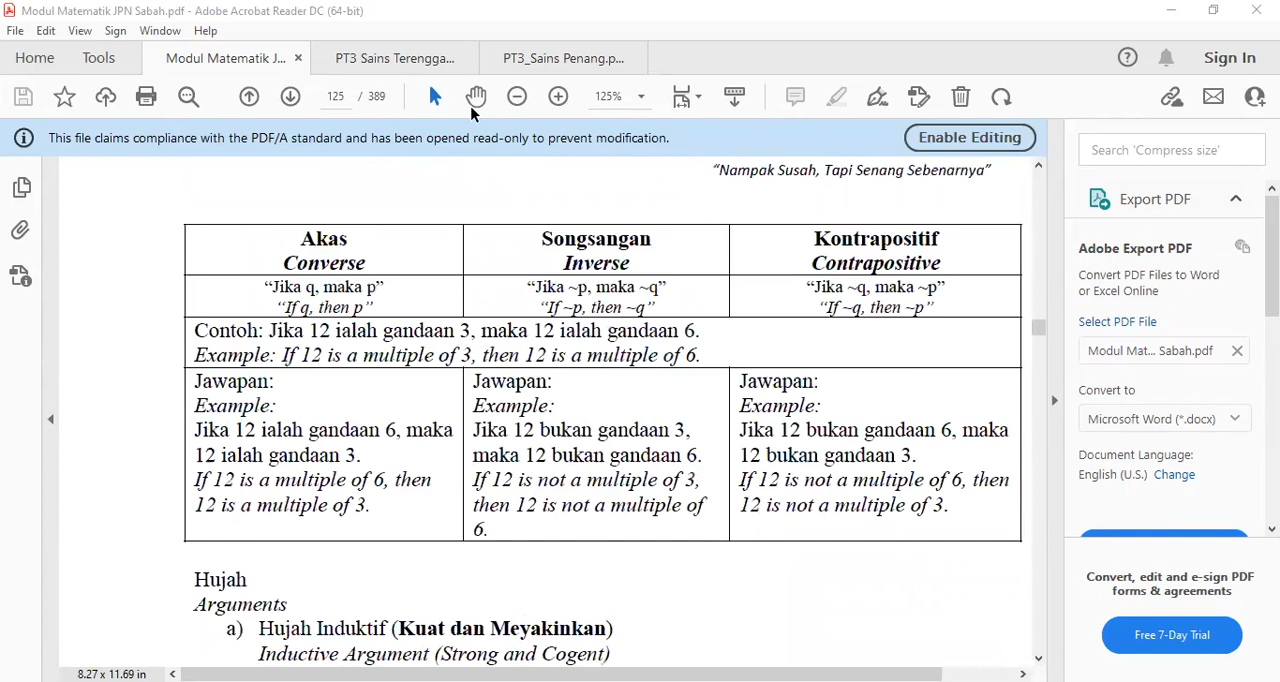 Modul Matematik JPN Sabah.pdf - Adobe Acrobat Reader DC (64-bit)
File Edit View Sign Window Help
Home Tools Modul Matematik J... × PT3 Sains Terengga... PT3_Sains Penang.p... Sign In
125 / 389 125%
This file claims compliance with the PDF/A standard and has been opened read-only to prevent modification. Enable Editing
“Nampak Susah, Tapi Senang Sebenarnya”
Akas Songsangan Kontrapositif
Converse Inverse Contrapositive
“Jika q, maka p” “Jika ~p, maka ~q” “Jika ~q, maka ~p”
“If q, then p” “If ~p, then ~q” “If ~q, then ~p”
Contoh: Jika 12 ialah gandaan 3, maka 12 ialah gandaan 6.
Example: If 12 is a multiple of 3, then 12 is a multiple of 6.
Jawapan:
Example:
Jika 12 ialah gandaan 6, maka
12 ialah gandaan 3.
If 12 is a multiple of 6, then
12 is a multiple of 3.
Jawapan:
Example:
Jika 12 bukan gandaan 3,
maka 12 bukan gandaan 6.
If 12 is not a multiple of 3,
then 12 is not a multiple of
6.
Jawapan:
Example:
Jika 12 bukan gandaan 6, maka
12 bukan gandaan 3.
If 12 is not a multiple of 6, then
12 is not a multiple of 3.
Hujah
Arguments
a) Hujah Induktif (Kuat dan Meyakinkan)
Inductive Argument (Strong and Cogent)
8.27 x 11.69 in
Search 'Compress size'
Export PDF
Adobe Export PDF
Convert PDF Files to Word
or Excel Online
Select PDF File
Modul Mat... Sabah.pdf
Convert to
Microsoft Word (*.docx)
Document Language:
English (U.S.) Change
Convert, edit and e-sign PDF
forms & agreements
Free 7-Day Trial